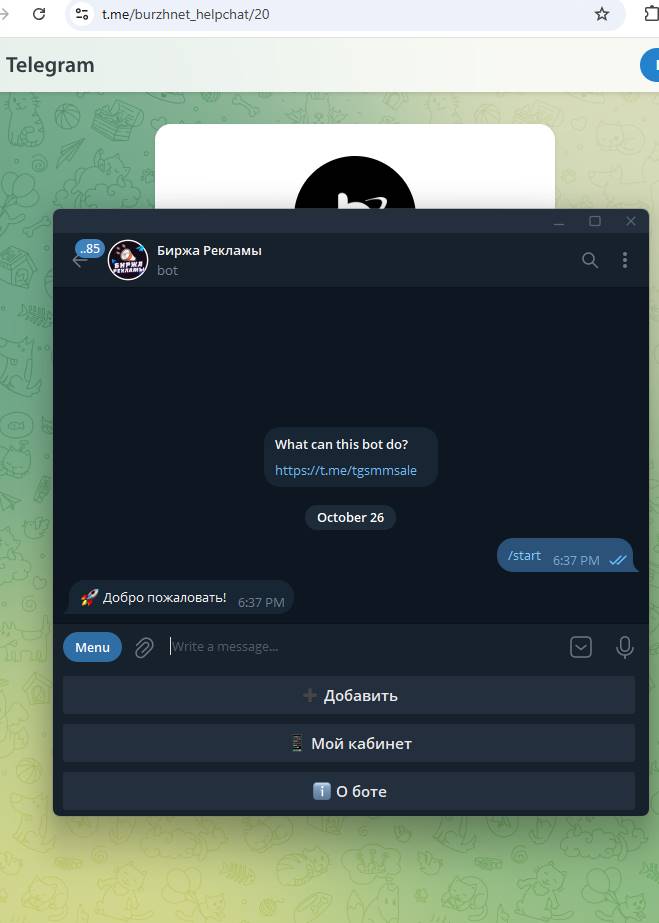 t.me/burzhnet_helpchat/20
Telegram
..85
Биржа Рекламы
bot
БИРЖА
РЕКЛАМЫ
What can this bot do?
https://t.me/tgsmmsale
October 26
/start 6:37 PM
🚀 Добро пожаловать! 6:37 PM
Menu
Write a message...
➕ Добавить
📱 Мой кабинет
ℹ️ О боте